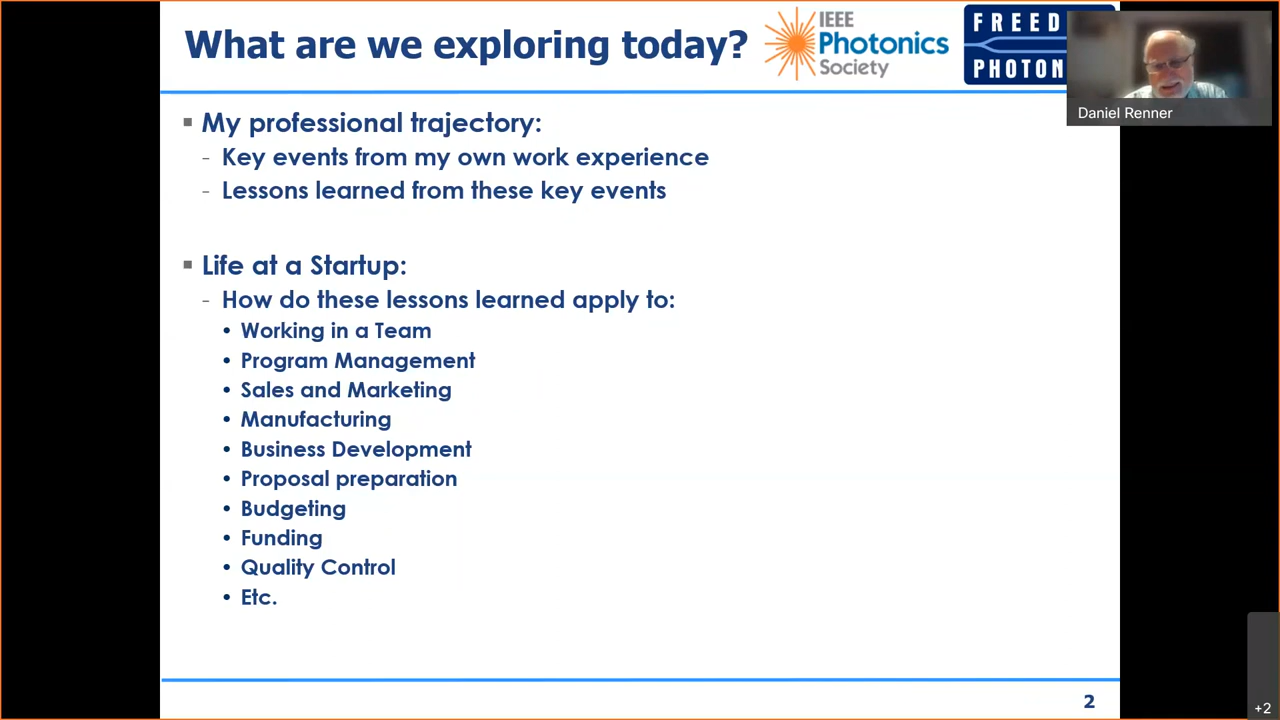 What are we exploring today?
IEEE
Photonics
Society
FREED
PHOTON
Daniel Renner
▪ My professional trajectory:
- Key events from my own work experience
- Lessons learned from these key events
▪ Life at a Startup:
- How do these lessons learned apply to:
• Working in a Team
• Program Management
• Sales and Marketing
• Manufacturing
• Business Development
• Proposal preparation
• Budgeting
• Funding
• Quality Control
• Etc.
2
+2